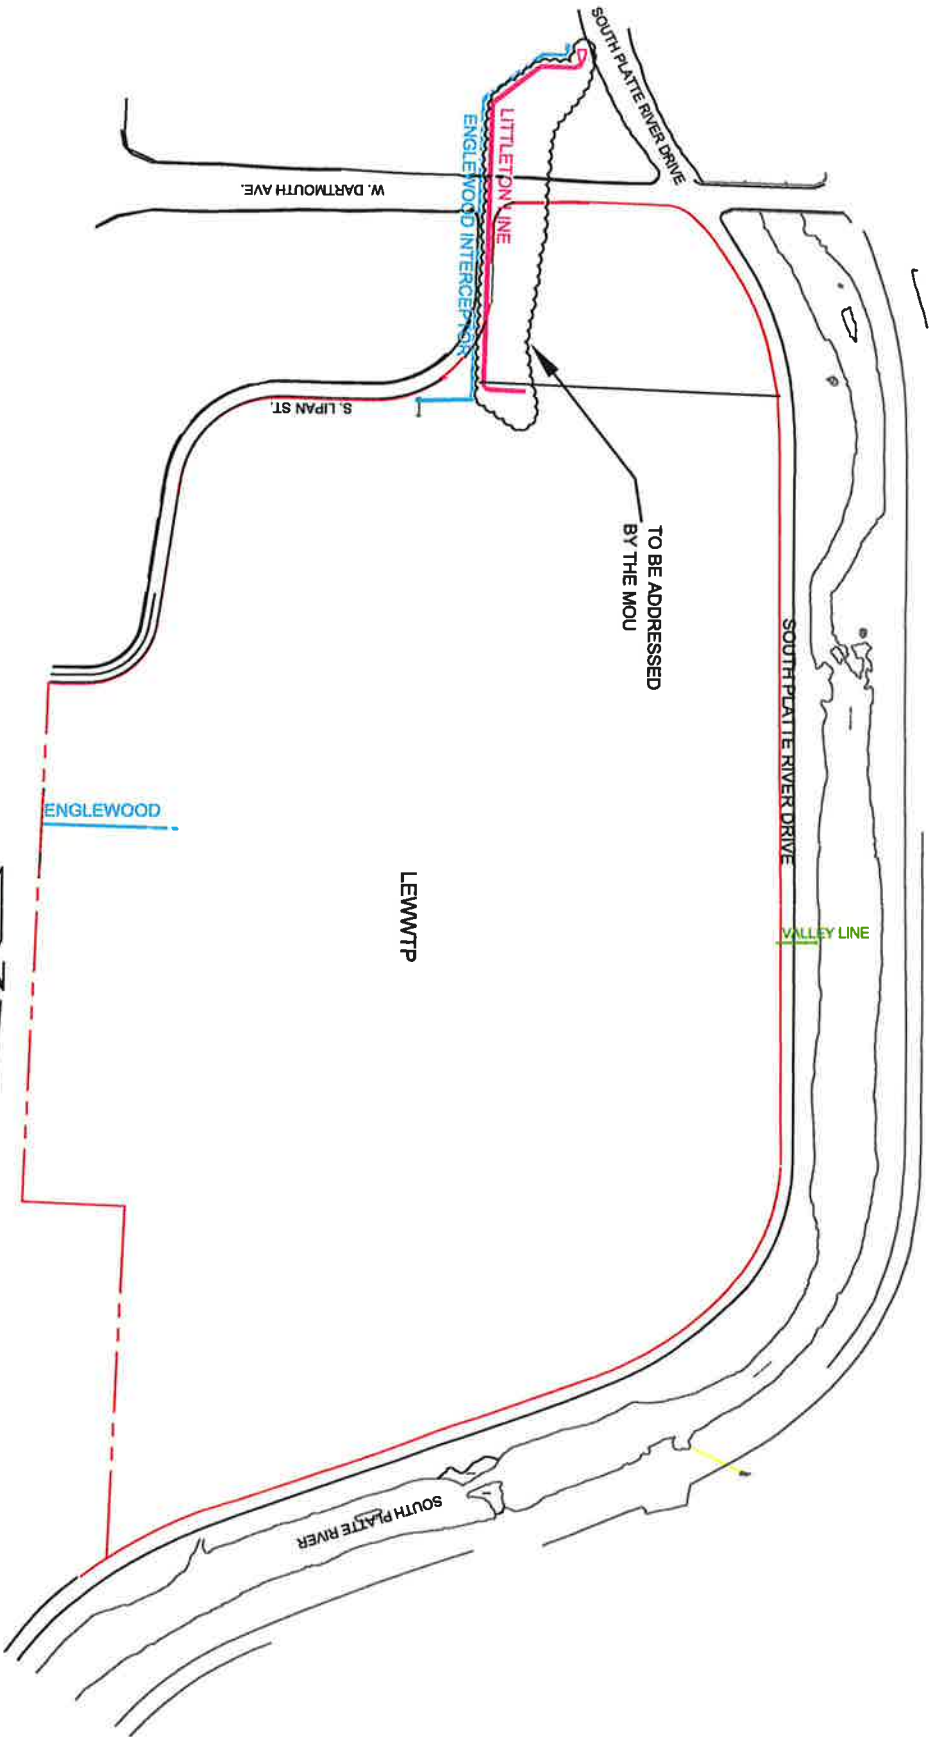 SOUTH PLATTE RIVER DRIVE
W. DARTMOUTH AVE.
LITTLETON LINE
ENGLEWOOD INTERCEPTOR
S. LIPAN ST.
TO BE ADDRESSED
BY THE MOU
SOUTH PLATTE RIVER DRIVE
ENGLEWOOD
LEWWTP
VALLEY LINE
SOUTH PLATTE RIVER